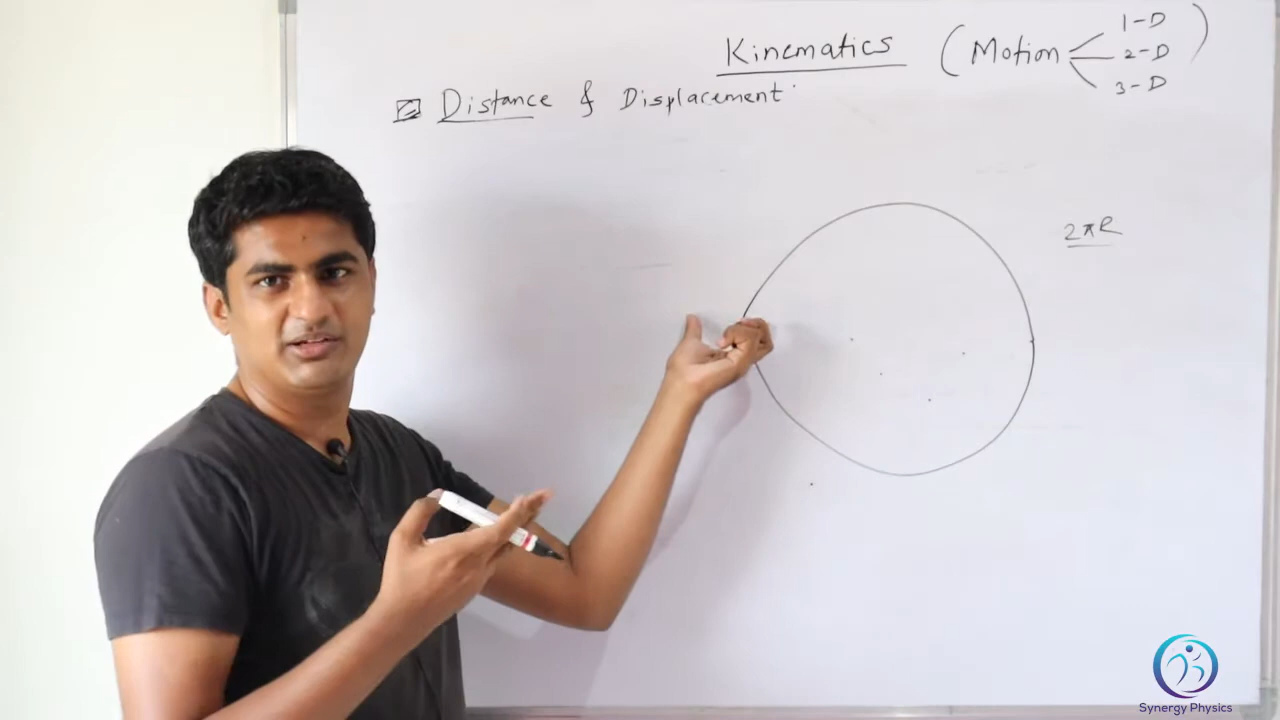 Kinematics (Motion 1-D 2-D 3-D)
Distance & Displacement
2πR
Synergy Physics